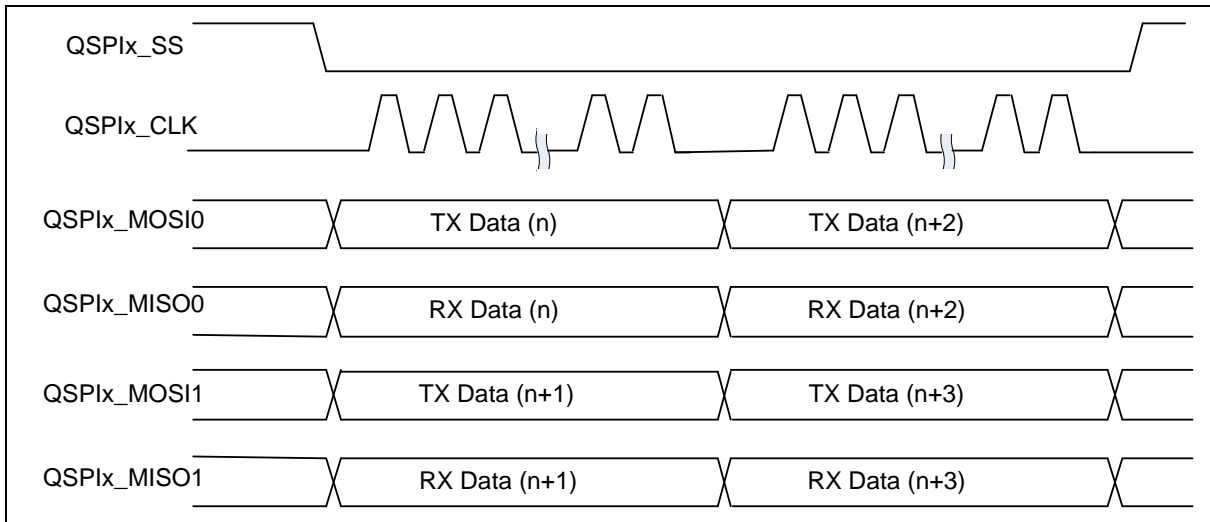 QSPIx_SS
QSPIx_CLK
QSPIx_MOSI0 TX Data (n) TX Data (n+2)
QSPIx_MISO0 RX Data (n) RX Data (n+2)
QSPIx_MOSI1 TX Data (n+1) TX Data (n+3)
QSPIx_MISO1 RX Data (n+1) RX Data (n+3)